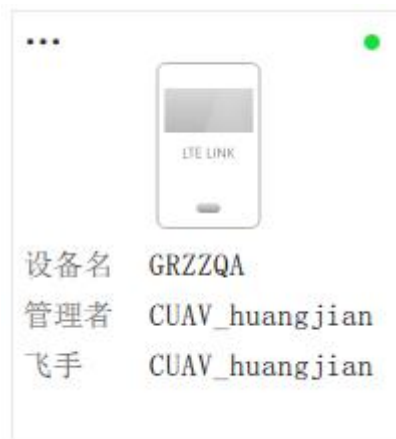 ...
LTE LINK
设备名 GRZZQA
管理者 CUAV_huangjian
飞手 CUAV_huangjian